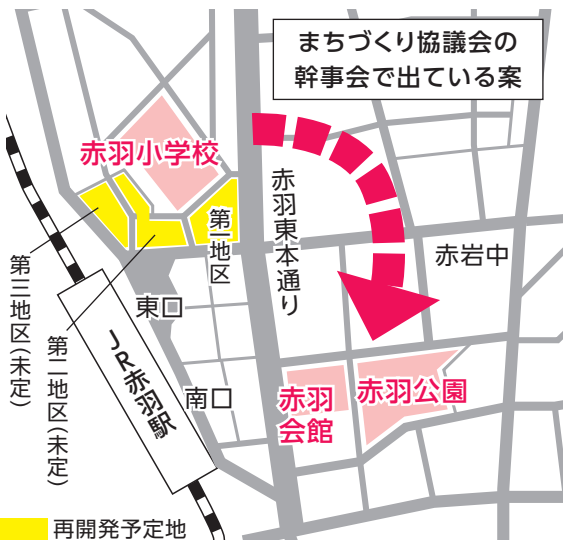 まちづくり協議会の
幹事会で出ている案
赤羽小学校
赤羽東本通り
第一地区
赤岩中
第三地区(未定)
第二地区(未定)
東口
JR赤羽駅
南口
赤羽
会館
赤羽公園
再開発予定地